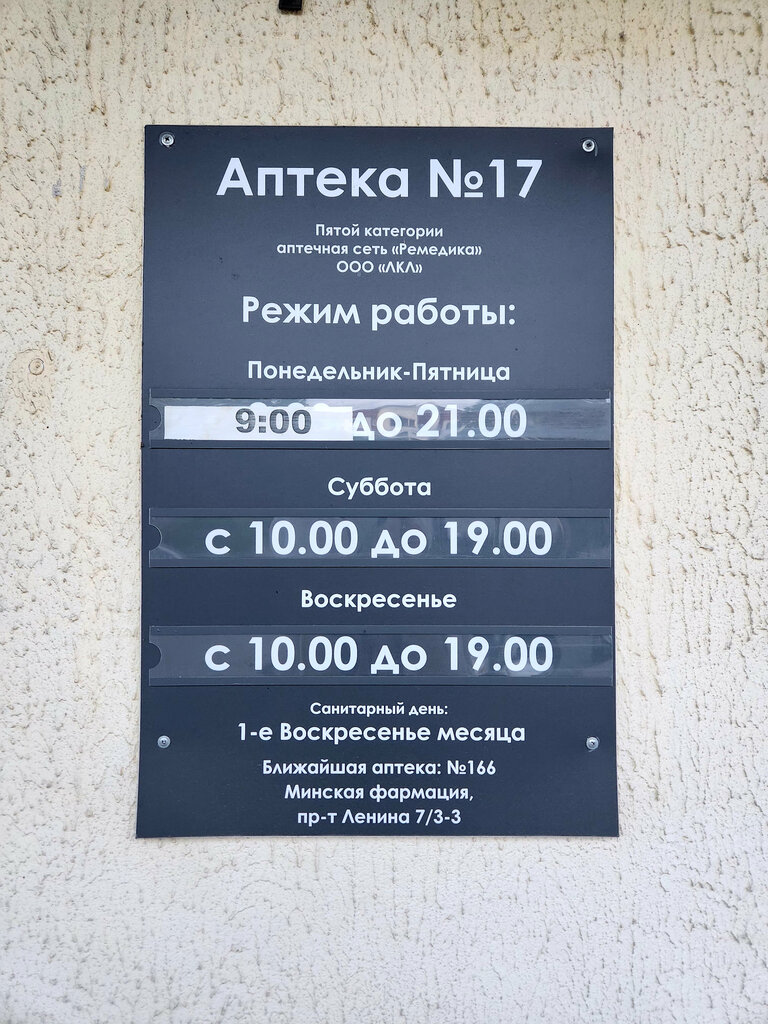 Аптека №17
Пятой категории
аптечная сеть «Ремедика»
ООО «ЛКЛ»
Режим работы:
Понедельник-Пятница
9:00 до 21.00
Суббота
с 10.00 до 19.00
Воскресенье
с 10.00 до 19.00
Санитарный день:
1-е Воскресенье месяца
Ближайшая аптека: №166
Минская фармация,
пр-т Ленина 7/3-3